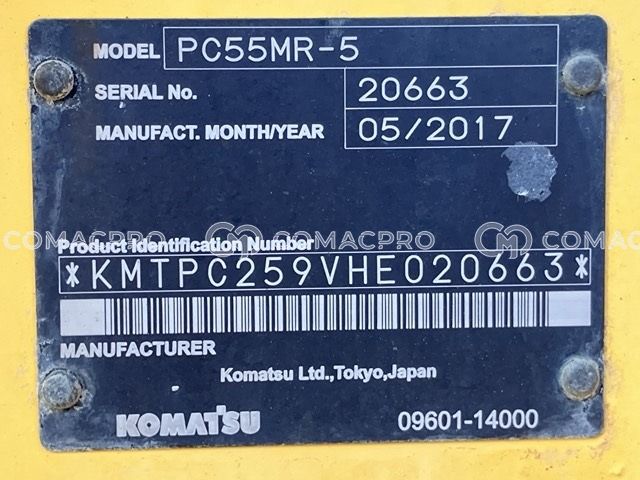 MODEL PC55MR-5
SERIAL No. 20663
MANUFACT. MONTH/YEAR 05/2017
COMACPRO COMACPRO COMACPRO
Product Identification Number
*KMTPC259VHE020663*
MANUFACTURER
Komatsu Ltd.,Tokyo,Japan
KOMATSU 09601-14000